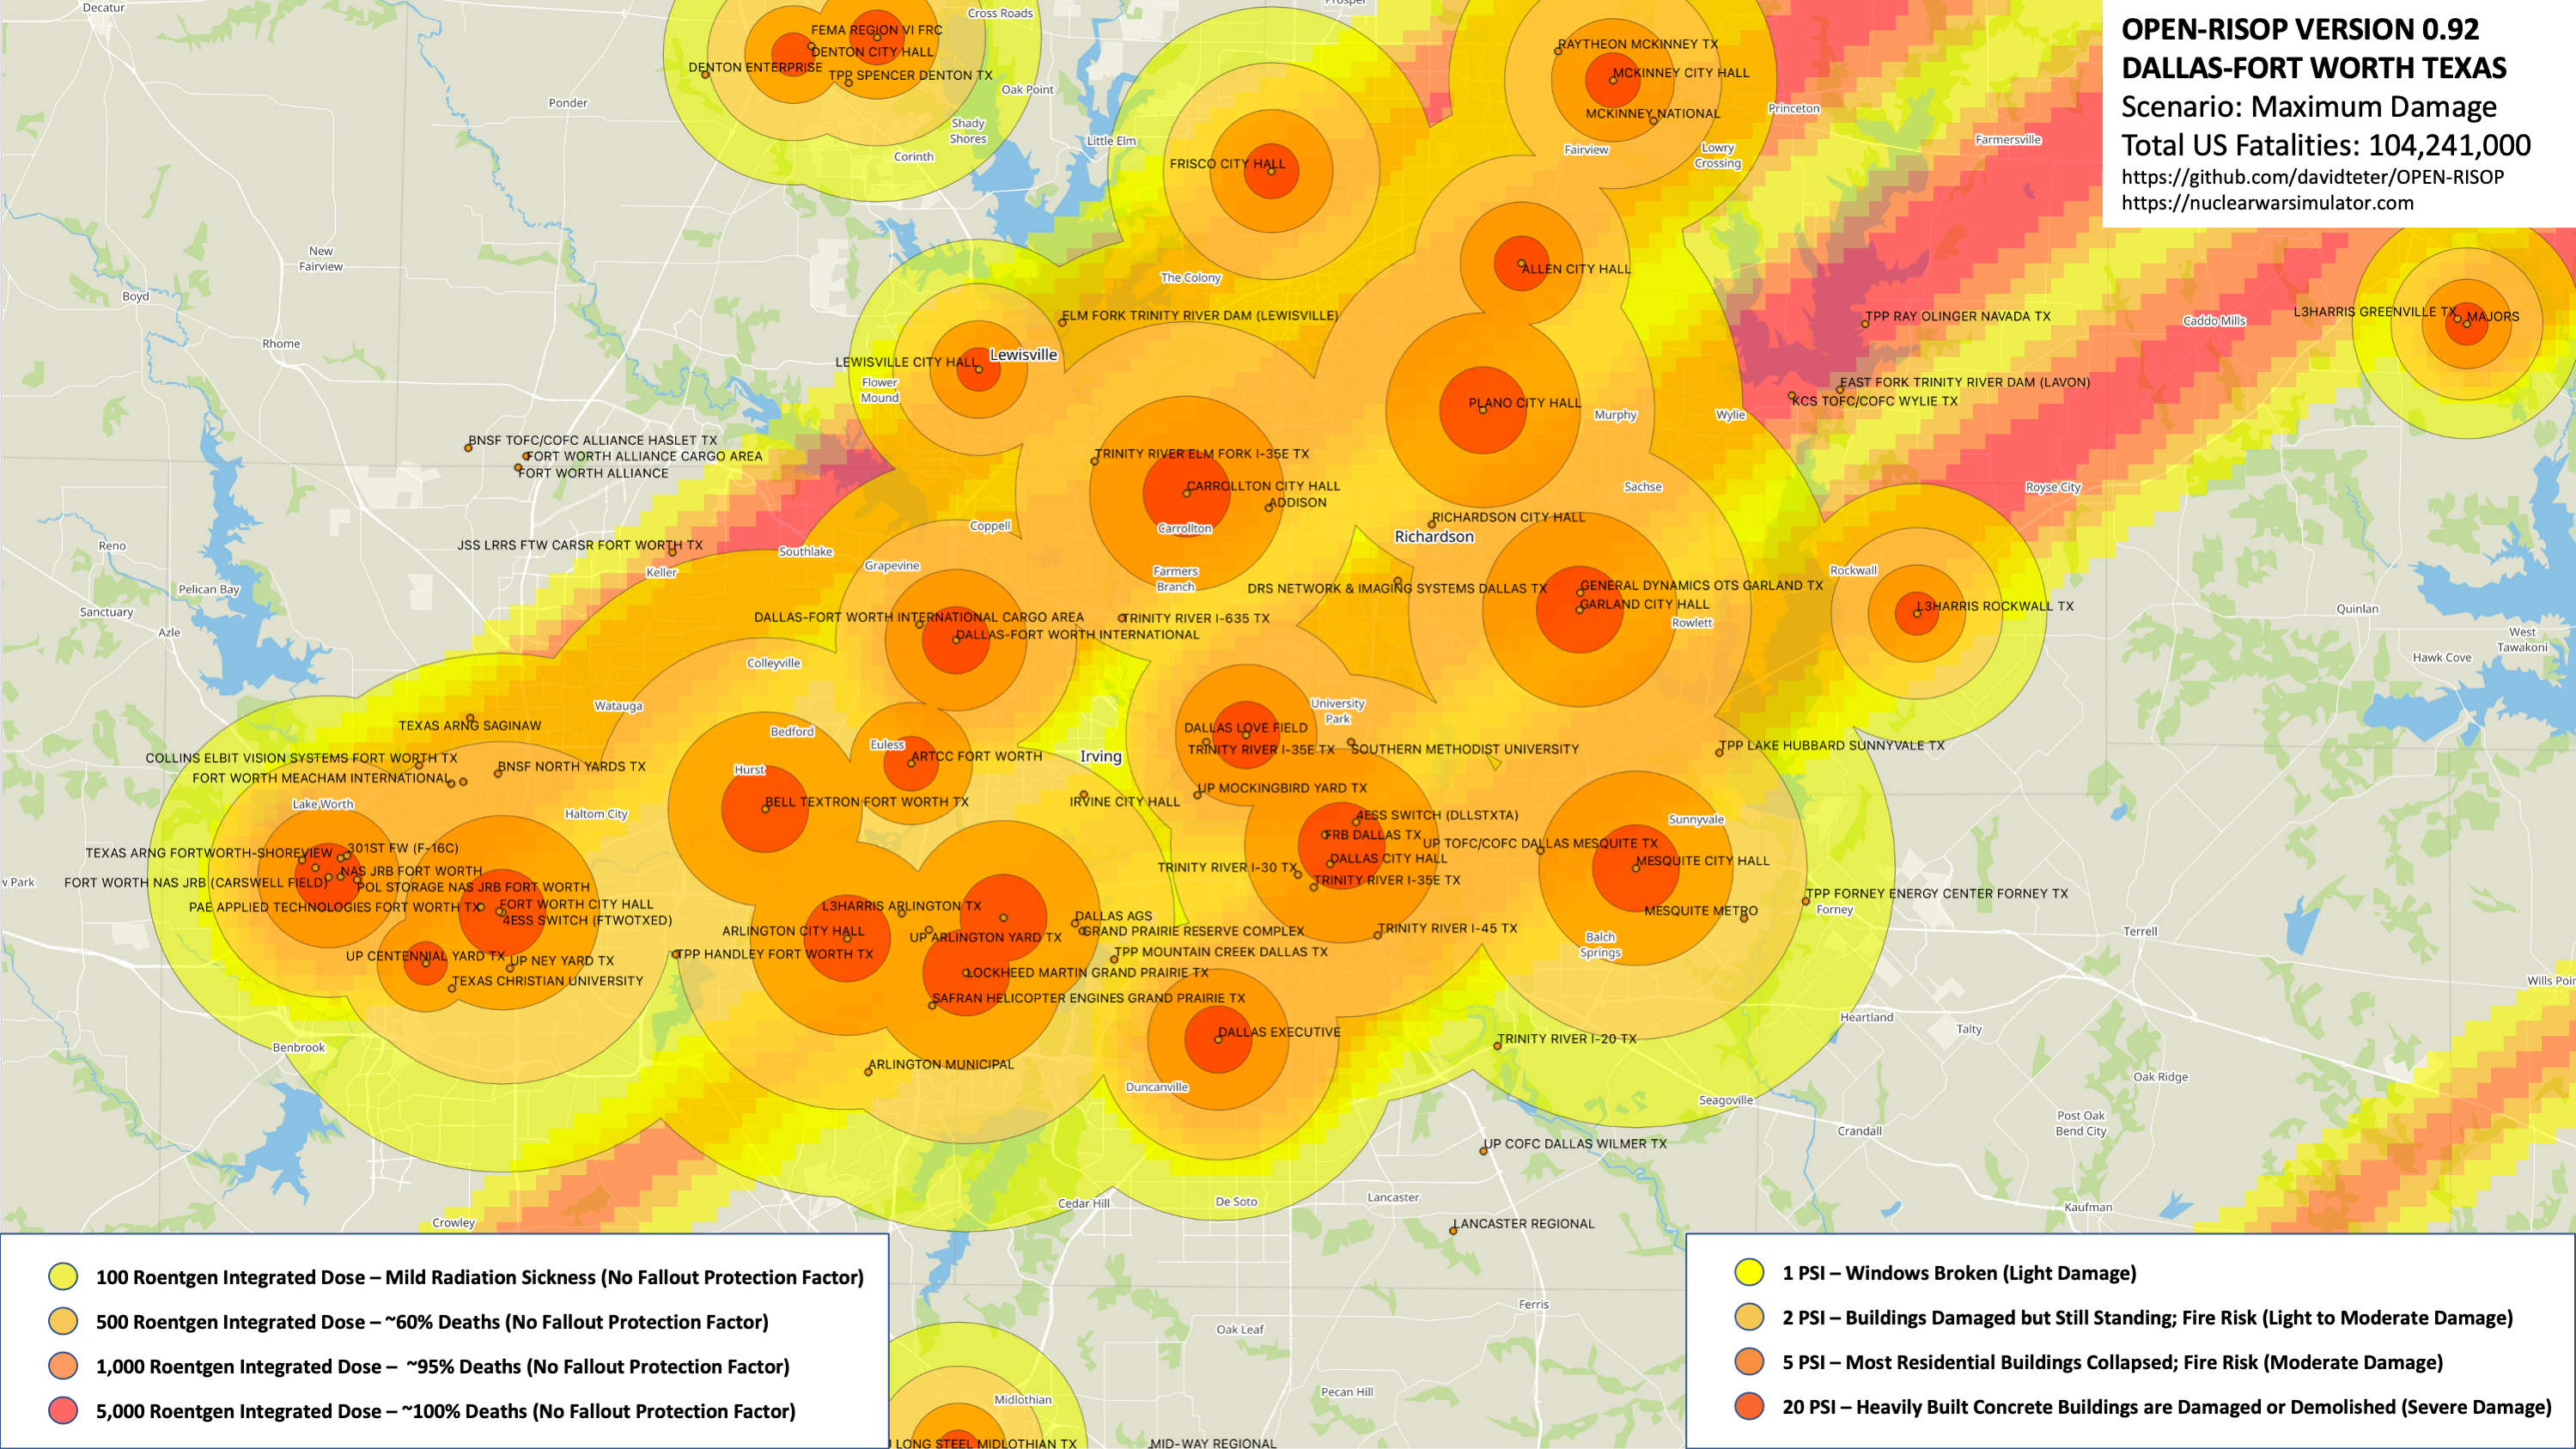 OPEN-RISOP VERSION 0.92
DALLAS-FORT WORTH TEXAS
Scenario: Maximum Damage
Total US Fatalities: 104,241,000
https://github.com/davidteter/OPEN-RISOP
https://nuclearwarsimulator.com
Decatur
Cross Roads
Prosper
FEMA REGION VI FRC
DENTON CITY HALL
DENTON ENTERPRISE
TPP SPENCER DENTON TX
Ponder
Oak Point
Shady
Shores
Corinth
Little Elm
RAYTHEON MCKINNEY TX
MCKINNEY CITY HALL
MCKINNEY NATIONAL
Princeton
Farmersville
Fairview
Lowry
Crossing
FRISCO CITY HALL
New
Fairview
Boyd
Rhome
The Colony
ALLEN CITY HALL
ELM FORK TRINITY RIVER DAM (LEWISVILLE)
TPP RAY OLINGER NAVADA TX
Caddo Mills
L3HARRIS GREENVILLE TX
MAJORS
LEWISVILLE CITY HALL
Lewisville
Flower
Mound
EAST FORK TRINITY RIVER DAM (LAVON)
KCS TOFC/COFC WYLIE TX
PLANO CITY HALL
Murphy
Wylie
BNSF TOFC/COFC ALLIANCE HASLET TX
FORT WORTH ALLIANCE CARGO AREA
FORT WORTH ALLIANCE
TRINITY RIVER ELM FORK I-35E TX
CARROLLTON CITY HALL
ADDISON
Carrollton
Sachse
Royse City
RICHARDSON CITY HALL
Richardson
Coppell
Reno
JSS LRRS FTW CARSR FORT WORTH TX
Southlake
Keller
Grapevine
Farmers
Branch
Rockwall
Pelican Bay
Sanctuary
Azle
DRS NETWORK & IMAGING SYSTEMS DALLAS TX
GENERAL DYNAMICS OTS GARLAND TX
GARLAND CITY HALL
Rowlett
L3HARRIS ROCKWALL TX
Quinlan
West
Tawakoni
Hawk Cove
DALLAS-FORT WORTH INTERNATIONAL CARGO AREA
DALLAS-FORT WORTH INTERNATIONAL
TRINITY RIVER I-635 TX
Colleyville
Watauga
University
Park
TEXAS ARNG SAGINAW
Bedford
Euless
DALLAS LOVE FIELD
TRINITY RIVER I-35E TX
SOUTHERN METHODIST UNIVERSITY
TPP LAKE HUBBARD SUNNYVALE TX
COLLINS ELBIT VISION SYSTEMS FORT WORTH TX
FORT WORTH MEACHAM INTERNATIONAL
BNSF NORTH YARDS TX
Hurst
ARTCC FORT WORTH
Irving
IRVINE CITY HALL
UP MOCKINGBIRD YARD TX
Lake Worth
Haltom City
BELL TEXTRON FORT WORTH TX
4ESS SWITCH (DLLSTXTA)
FRB DALLAS TX
UP TOFC/COFC DALLAS MESQUITE TX
Sunnyvale
DALLAS CITY HALL
MESQUITE CITY HALL
TRINITY RIVER I-30 TX
TRINITY RIVER I-35E TX
TEXAS ARNG FORTWORTH-SHOREVIEW
301ST FW (F-16C)
NAS JRB FORT WORTH
FORT WORTH NAS JRB (CARSWELL FIELD)
POL STORAGE NAS JRB FORT WORTH
w Park
PAE APPLIED TECHNOLOGIES FORT WORTH TX
FORT WORTH CITY HALL
4ESS SWITCH (FTWOTXED)
L3HARRIS ARLINGTON TX
DALLAS AGS
GRAND PRAIRIE RESERVE COMPLEX
ARLINGTON CITY HALL
UP ARLINGTON YARD TX
TRINITY RIVER I-45 TX
MESQUITE METRO
TPP FORNEY ENERGY CENTER FORNEY TX
Forney
Terrell
Balch
Springs
UP CENTENNIAL YARD TX
UP NEY YARD TX
TEXAS CHRISTIAN UNIVERSITY
TPP HANDLEY FORT WORTH TX
TPP MOUNTAIN CREEK DALLAS TX
LOCKHEED MARTIN GRAND PRAIRIE TX
SAFRAN HELICOPTER ENGINES GRAND PRAIRIE TX
Wills Poin
DALLAS EXECUTIVE
TRINITY RIVER I-20 TX
Heartland
Talty
Benbrook
ARLINGTON MUNICIPAL
Duncanville
Seagoville
Oak Ridge
Post Oak
Bend City
Crandall
UP COFC DALLAS WILMER TX
Crowley
Cedar Hill
De Soto
Lancaster
LANCASTER REGIONAL
Kaufman
Ferris
Oak Leaf
Pecan Hill
Midlothian
LONG STEEL MIDLOTHIAN TX
MID-WAY REGIONAL
100 Roentgen Integrated Dose – Mild Radiation Sickness (No Fallout Protection Factor)
500 Roentgen Integrated Dose – ~60% Deaths (No Fallout Protection Factor)
1,000 Roentgen Integrated Dose – ~95% Deaths (No Fallout Protection Factor)
5,000 Roentgen Integrated Dose – ~100% Deaths (No Fallout Protection Factor)
1 PSI – Windows Broken (Light Damage)
2 PSI – Buildings Damaged but Still Standing; Fire Risk (Light to Moderate Damage)
5 PSI – Most Residential Buildings Collapsed; Fire Risk (Moderate Damage)
20 PSI – Heavily Built Concrete Buildings are Damaged or Demolished (Severe Damage)